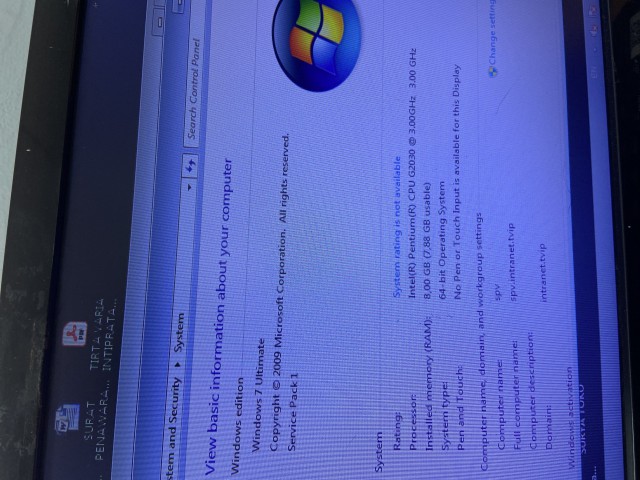 SURAT
PENAWARA...
TIRTA VARIA
INTIPRATA...
stem and Security ▸ System
Search Control Panel
View basic information about your computer
Windows edition
Windows 7 Ultimate
Copyright © 2009 Microsoft Corporation. All rights reserved.
Service Pack 1
System
Rating: System rating is not available
Processor: Intel(R) Pentium(R) CPU G2030 @ 3.00GHz 3.00 GHz
Installed memory (RAM): 8,00 GB (7,88 GB usable)
System type: 64-bit Operating System
Pen and Touch: No Pen or Touch Input is available for this Display
Computer name, domain, and workgroup settings
Computer name: spv
Change setting
Full computer name: spv.intranet.tvip
Computer description:
Domain: intranet.tvip
Windows activation